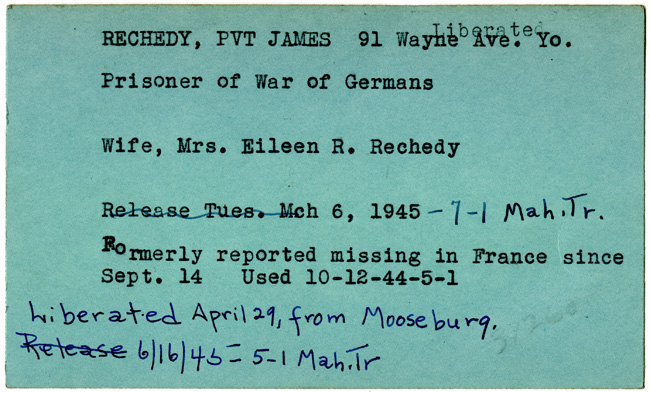 Liberated
RECHEDY, PVT JAMES 91 Wayne Ave. Yo.
Prisoner of War of Germans
Wife, Mrs. Eileen R. Rechedy
Release Tues. Mch 6, 1945 - 7-1 Mah.Tr.
Formerly reported missing in France since
Sept. 14 Used 10-12-44-5-1
Liberated April 29, from Mooseburg.
Release 6/16/45 = 5-1 Mah.Tr